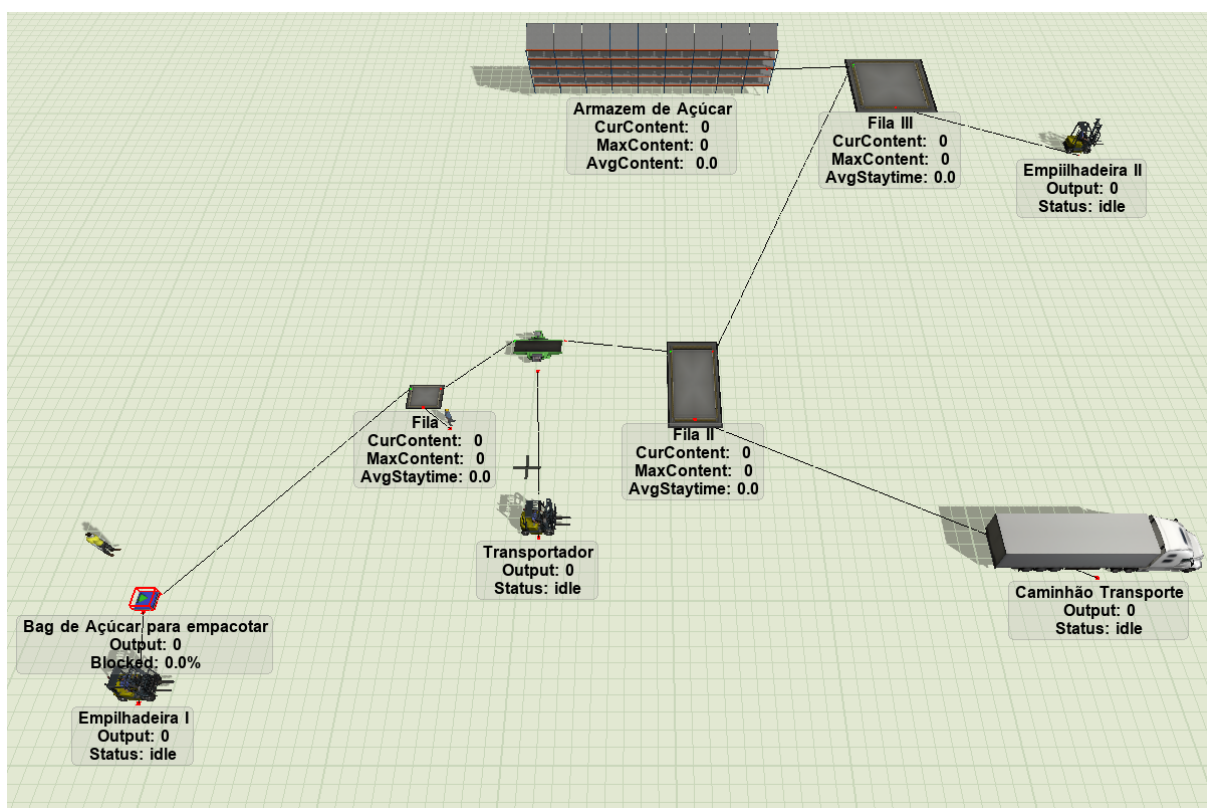 Armazem de Açúcar
CurContent: 0
MaxContent: 0
AvgContent: 0.0
Fila III
CurContent: 0
MaxContent: 0
AvgStaytime: 0.0
Empiilhadeira II
Output: 0
Status: idle
Fila
CurContent: 0
MaxContent: 0
AvgStaytime: 0.0
Fila II
CurContent: 0
MaxContent: 0
AvgStaytime: 0.0
Transportador
Output: 0
Status: idle
Caminhão Transporte
Output: 0
Status: idle
Bag de Açúcar para empacotar
Output: 0
Blocked: 0.0%
Empilhadeira I
Output: 0
Status: idle